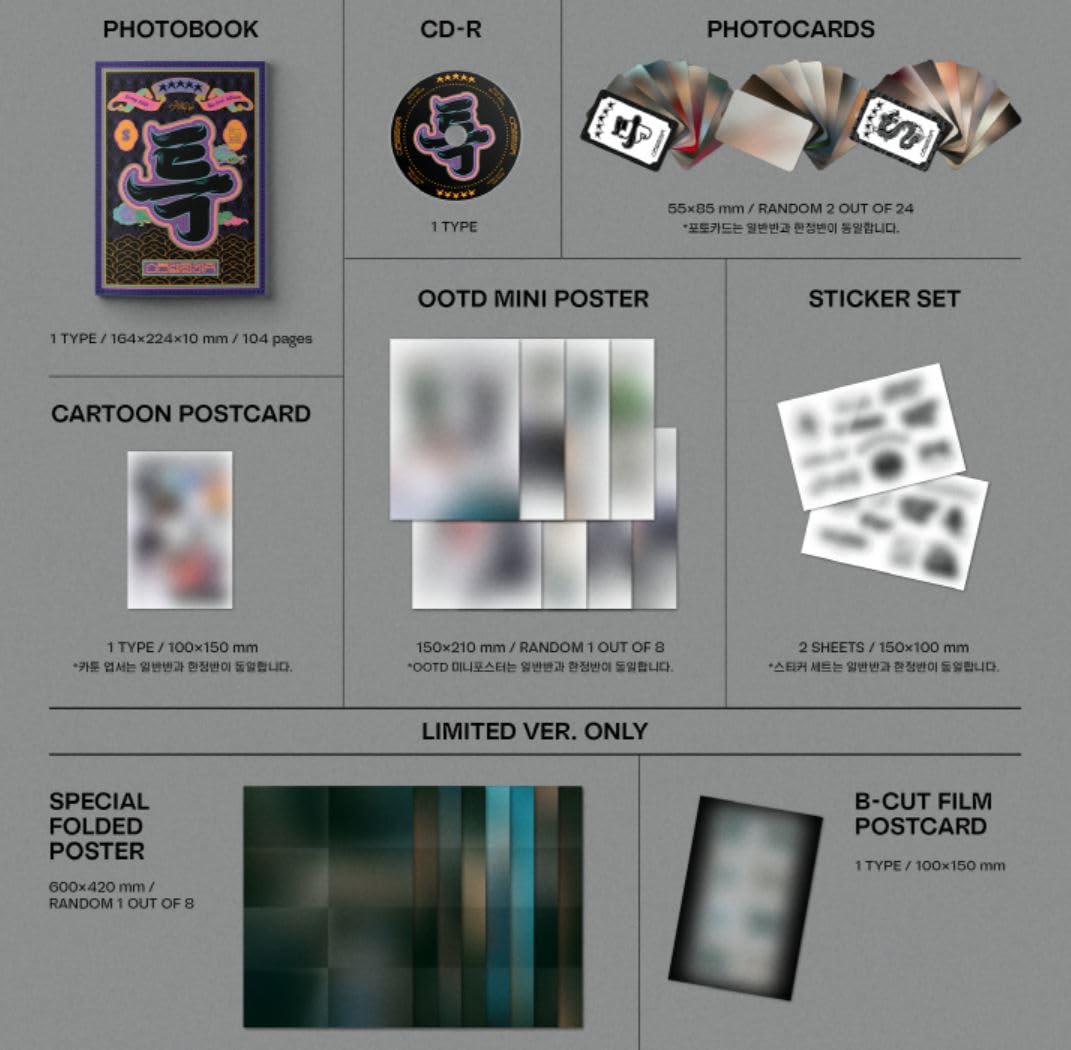 PHOTOBOOK
1 TYPE / 164×224×10 mm / 104 pages
CD-R
1 TYPE
PHOTOCARDS
55×85 mm / RANDOM 2 OUT OF 24
*포토카드는 일반반과 한정반이 동일합니다.
CARTOON POSTCARD
1 TYPE / 100×150 mm
*카툰 엽서는 일반반과 한정반이 동일합니다.
OOTD MINI POSTER
150×210 mm / RANDOM 1 OUT OF 8
*OOTD 미니포스터는 일반반과 한정반이 동일합니다.
STICKER SET
2 SHEETS / 150×100 mm
*스티커 세트는 일반반과 한정반이 동일합니다.
LIMITED VER. ONLY
SPECIAL
FOLDED
POSTER
600×420 mm /
RANDOM 1 OUT OF 8
B-CUT FILM
POSTCARD
1 TYPE / 100×150 mm